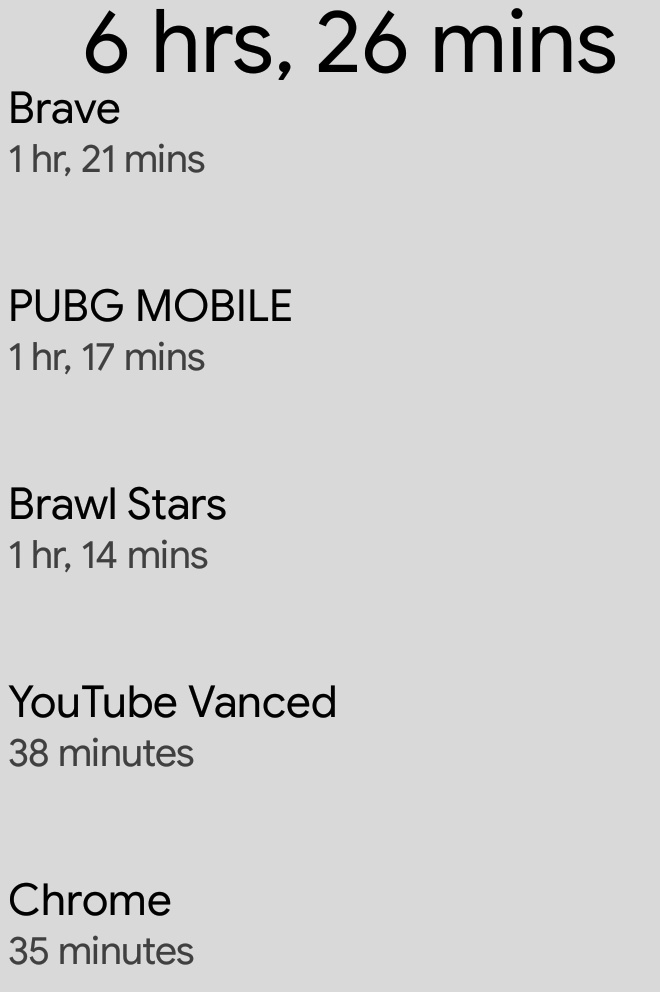 6 hrs, 26 mins
Brave
1 hr, 21 mins
PUBG MOBILE
1 hr, 17 mins
Brawl Stars
1 hr, 14 mins
YouTube Vanced
38 minutes
Chrome
35 minutes